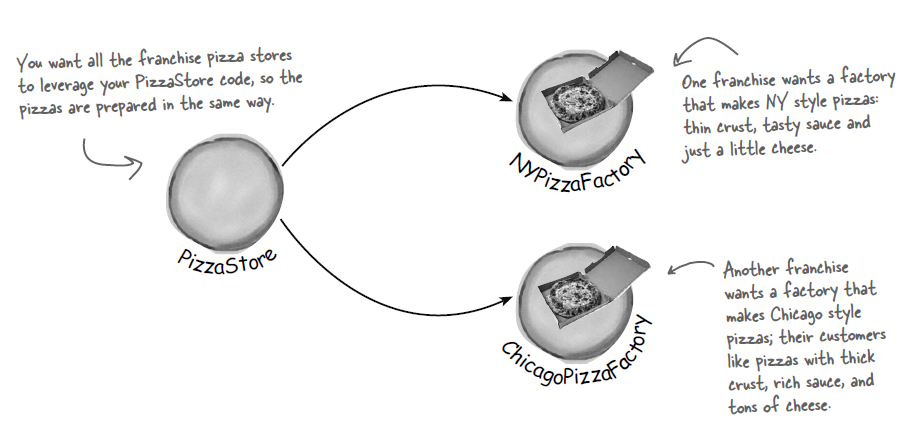 You want all the franchise pizza stores
to leverage your PizzaStore code, so the
pizzas are prepared in the same way.
PizzaStore
NYPizzaFactory
One franchise wants a factory
that makes NY style pizzas:
thin crust, tasty sauce and
just a little cheese.
ChicagoPizzaFactory
Another franchise
wants a factory that
makes Chicago style
pizzas; their customers
like pizzas with thick
crust, rich sauce, and
tons of cheese.